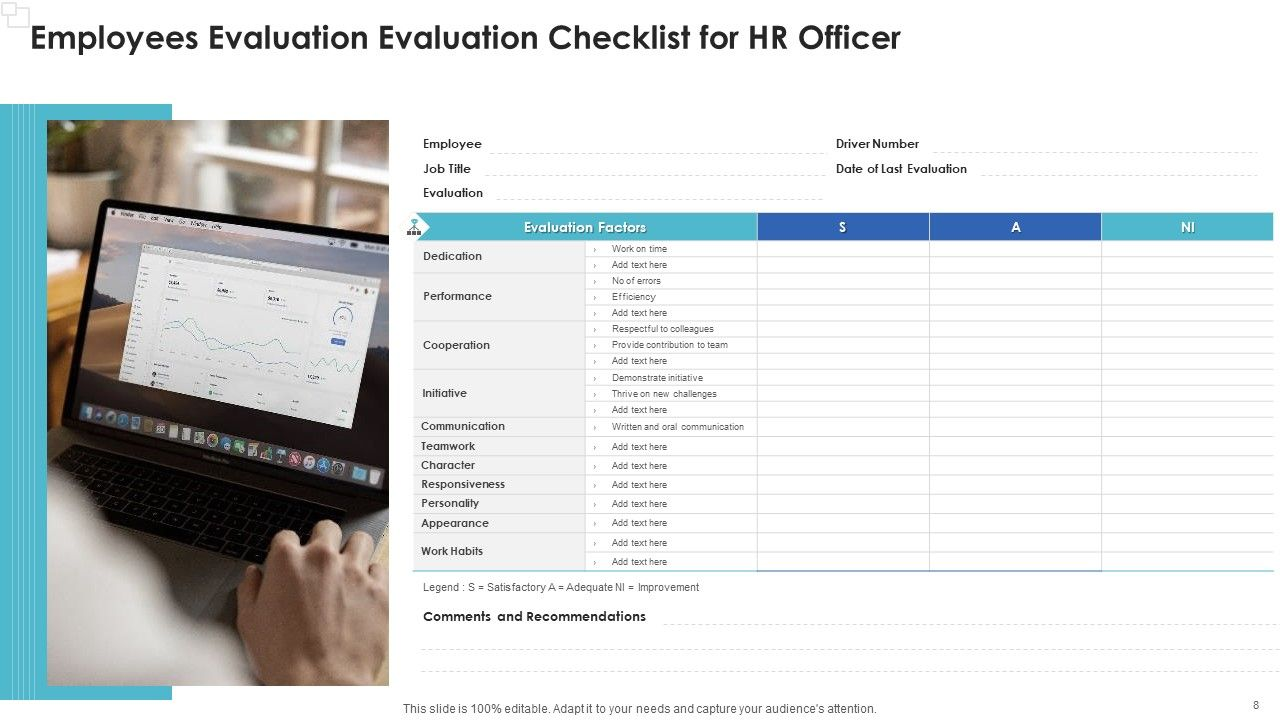 Employees Evaluation Evaluation Checklist for HR Officer
Employee
Driver Number
Job Title
Date of Last Evaluation
Evaluation
Evaluation Factors S A NI
Dedication
› Work on time
› Add text here
Performance
› No of errors
› Efficiency
› Add text here
Cooperation
› Respectful to colleagues
› Provide contribution to team
› Add text here
Initiative
› Demonstrate initiative
› Thrive on new challenges
› Add text here
Communication › Written and oral communication
Teamwork › Add text here
Character › Add text here
Responsiveness › Add text here
Personality › Add text here
Appearance › Add text here
Work Habits
› Add text here
› Add text here
Legend : S = Satisfactory A = Adequate NI = Improvement
Comments and Recommendations
This slide is 100% editable. Adapt it to your needs and capture your audience's attention.
8